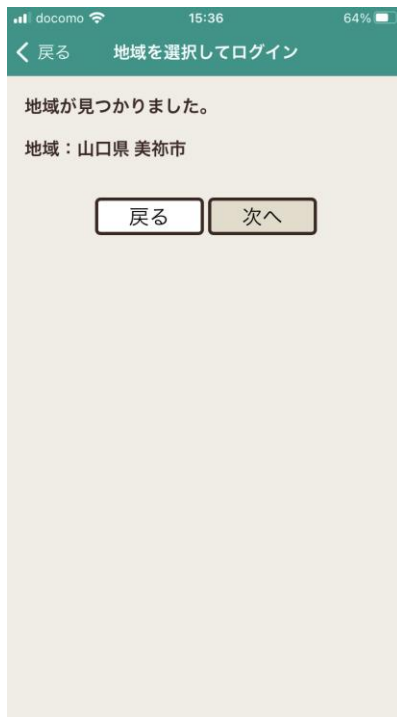 docomo 15:36 64%
戻る 地域を選択してログイン
地域が見つかりました。
地域：山口県 美祢市
戻る 次へ